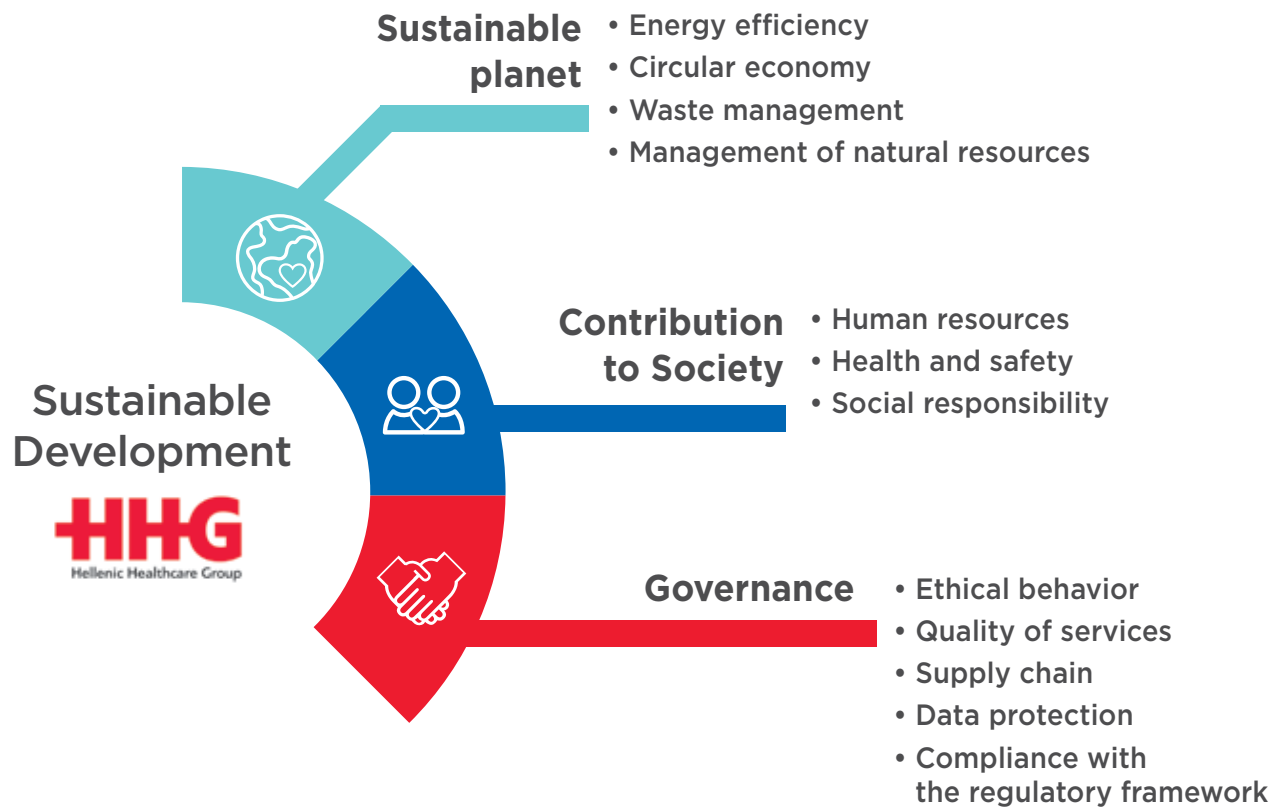 Sustainable
planet
• Energy efficiency
• Circular economy
• Waste management
• Management of natural resources
Contribution
to Society
• Human resources
• Health and safety
• Social responsibility
Sustainable
Development
HHG
Hellenic Healthcare Group
Governance
• Ethical behavior
• Quality of services
• Supply chain
• Data protection
• Compliance with
the regulatory framework